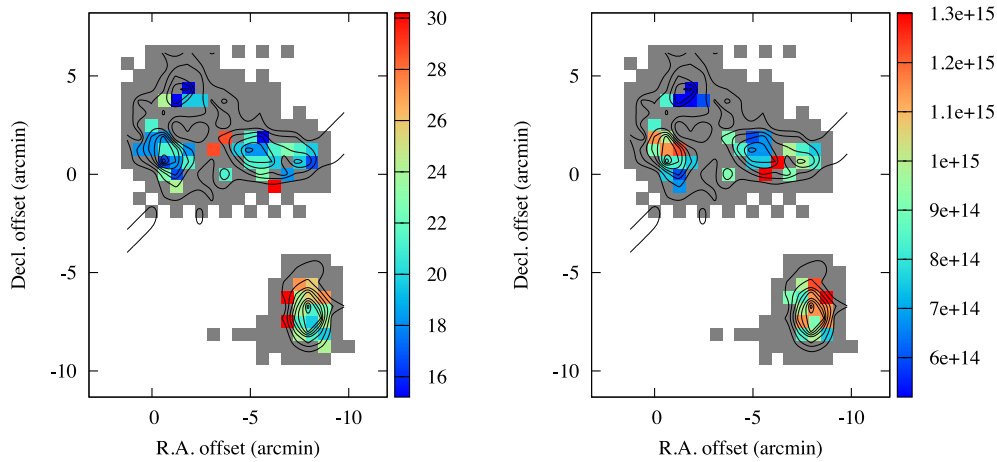 5
0
-5
-10
Decl. offset (arcmin)
0
-5
-10
R.A. offset (arcmin)
30
28
26
24
22
20
18
16
5
0
-5
-10
Decl. offset (arcmin)
0
-5
-10
R.A. offset (arcmin)
1.3e+15
1.2e+15
1.1e+15
1e+15
9e+14
8e+14
7e+14
6e+14